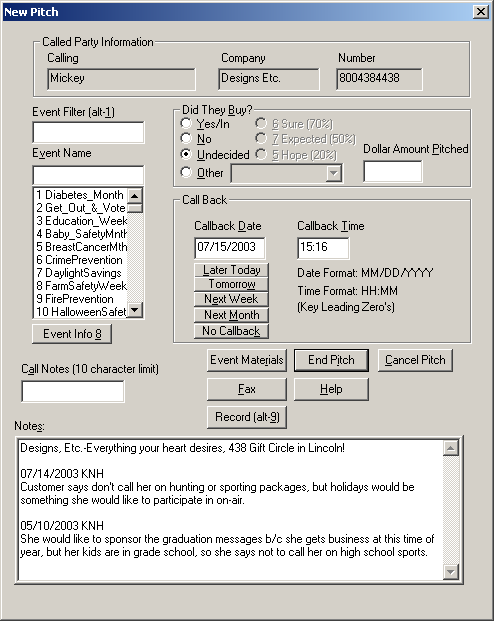 New Pitch
Called Party Information
Calling Company Number
Mickey Designs Etc. 8004384438
Event Filter (alt-1)
Event Name
1 Diabetes_Month
2 Get_Out_&_Vote
3 Education_Week
4 Baby_SafetyMnth
5 BreastCancerMth
6 CrimePrevention
7 DaylightSavings
8 FarmSafetyWeek
9 FirePrevention
10 HalloweenSafet
Event Info 8
Did They Buy?
Yes/In 6 Sure (70%)
No 7 Expected (50%)
Undecided 5 Hope (20%)
Other
Dollar Amount Pitched
Call Back
Callback Date Callback Time
07/15/2003 15:16
Later Today
Tomorrow
Next Week
Next Month
No Callback
Date Format: MM/DD/YYYY
Time Format: HH:MM
(Key Leading Zero's)
Event Materials End Pitch Cancel Pitch
Fax Help
Record (alt-9)
Call Notes (10 character limit)
Notes:
Designs, Etc.-Everything your heart desires, 438 Gift Circle in Lincoln!
07/14/2003 KNH
Customer says don't call her on hunting or sporting packages, but holidays would be
something she would like to participate in on-air.
05/10/2003 KNH
She would like to sponsor the graduation messages b/c she gets business at this time of
year, but her kids are in grade school, so she says not to call her on high school sports.